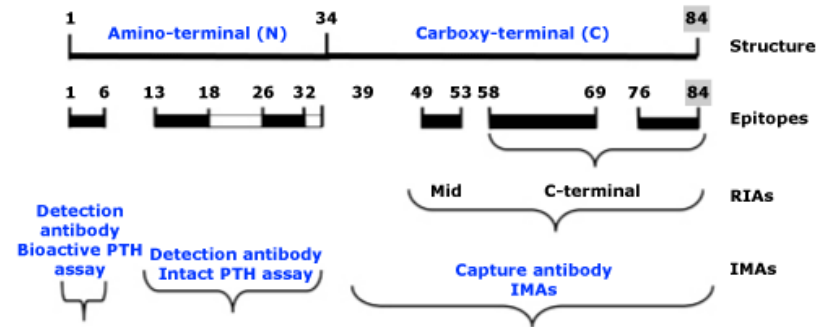 1 34 84
Amino-terminal (N) Carboxy-terminal (C)
Structure
1 6 13 18 26 32 39 49 53 58 69 76 84
Epitopes
Mid C-terminal RIAs
Detection
antibody
Bioactive PTH
assay
Detection antibody
Intact PTH assay
Capture antibody
IMAs
IMAs